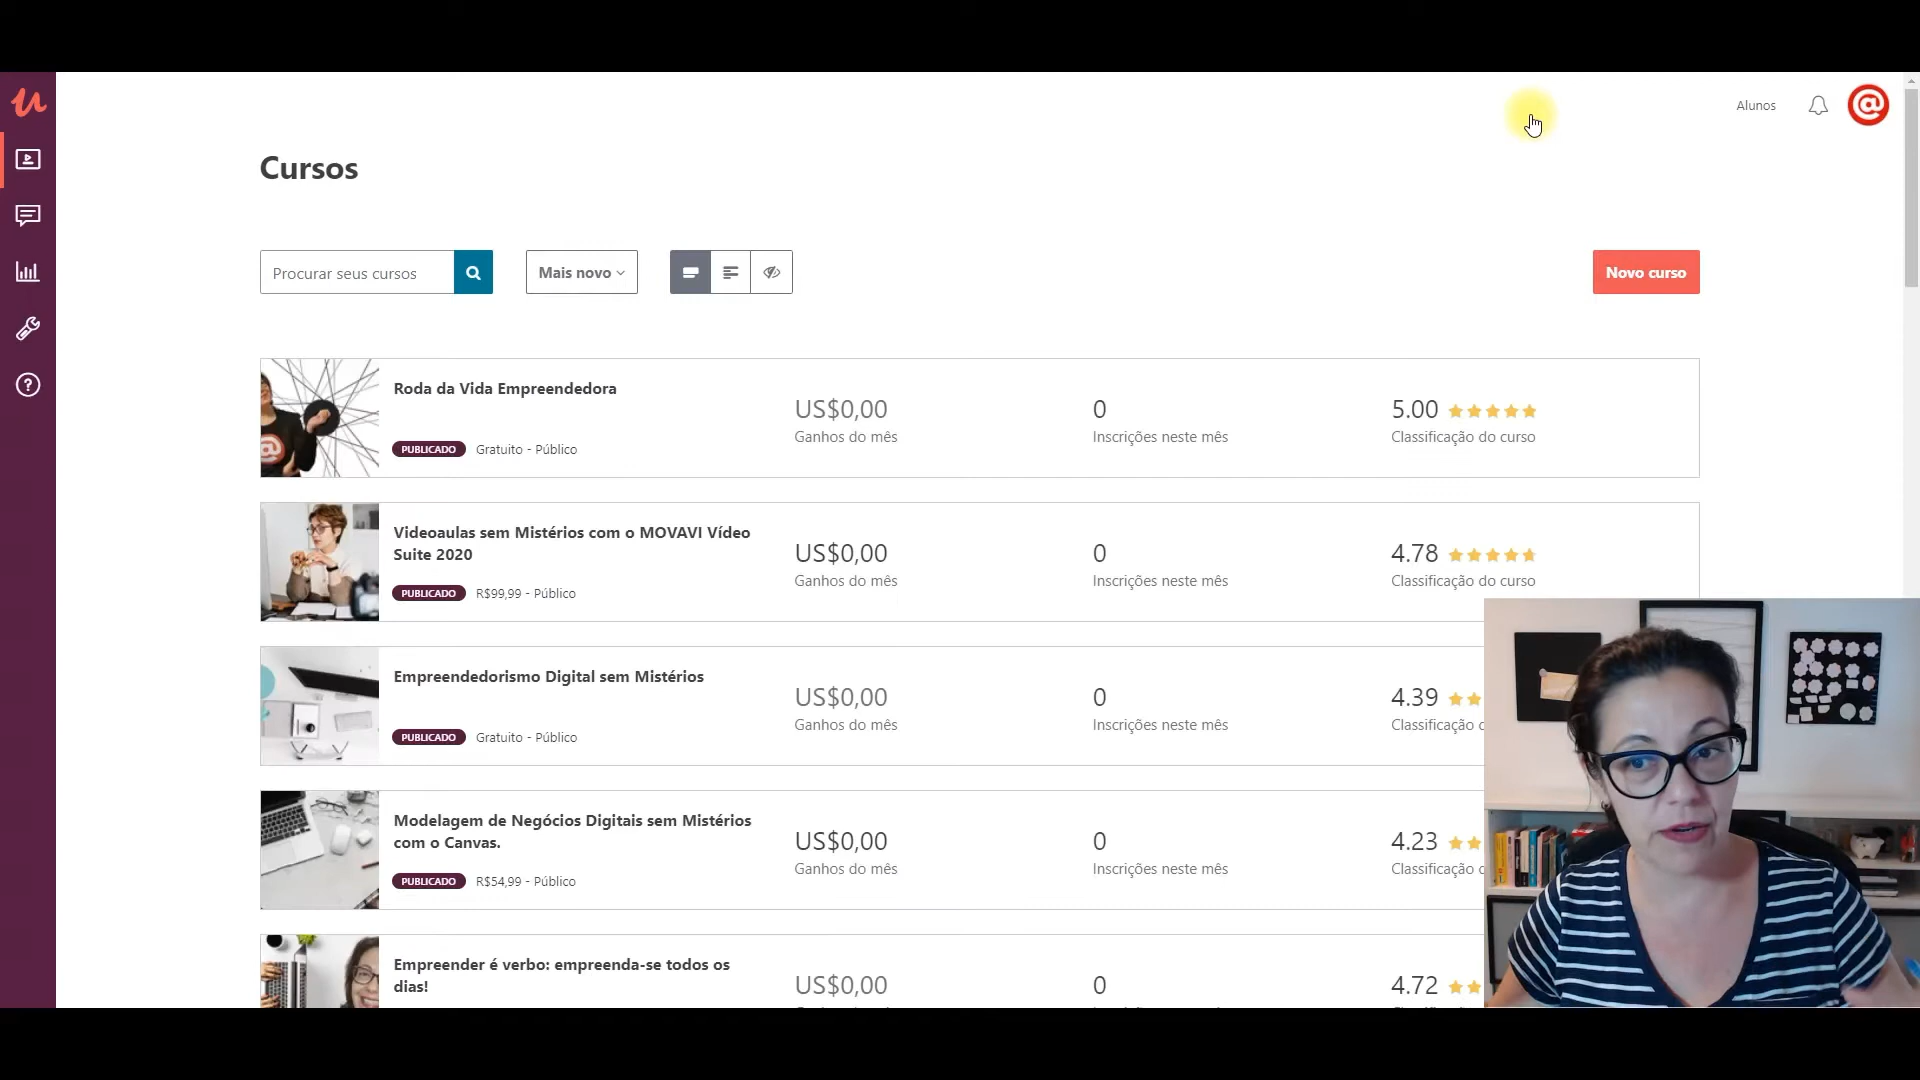 Alunos
Cursos
Procurar seus cursos
Mais novo
Novo curso
Roda da Vida Empreendedora
PUBLICADO Gratuito - Público
US$0,00
Ganhos do mês
0
Inscrições neste mês
5.00
Classificação do curso
Videoaulas sem Mistérios com o MOVAVI Vídeo
Suite 2020
PUBLICADO R$99,99 - Público
US$0,00
Ganhos do mês
0
Inscrições neste mês
4.78
Classificação do curso
Empreendedorismo Digital sem Mistérios
PUBLICADO Gratuito - Público
US$0,00
Ganhos do mês
0
Inscrições neste mês
4.39
Classificação
Modelagem de Negócios Digitais sem Mistérios
com o Canvas.
PUBLICADO R$54,99 - Público
US$0,00
Ganhos do mês
0
Inscrições neste mês
4.23
Classificação
Empreender é verbo: empreenda-se todos os
dias!
US$0,00
0
4.72